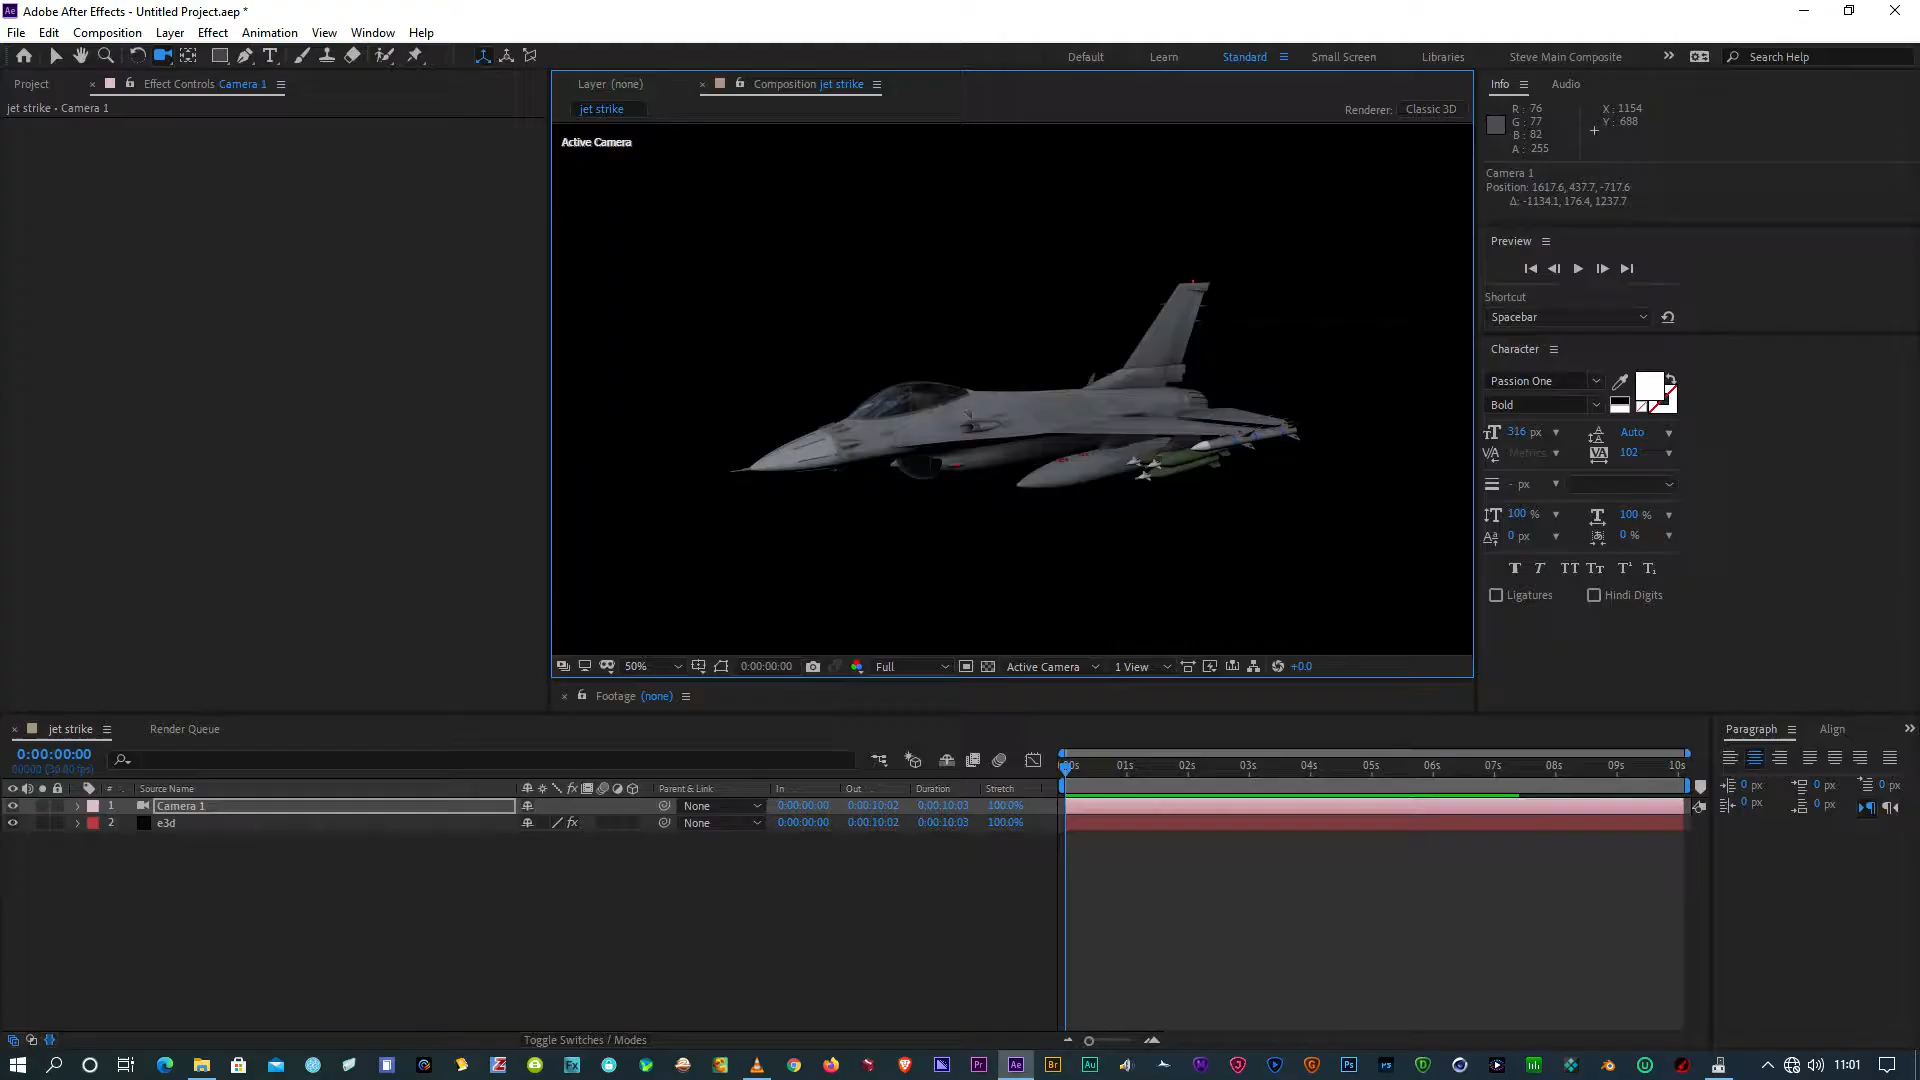 Adobe After Effects - Untitled Project.aep *
File Edit Composition Layer Effect Animation View Window Help
Default Learn Standard Small Screen Libraries Steve Main Composite Search Help
Project Effect Controls Camera 1
jet strike • Camera 1
Layer (none) Composition jet strike
jet strike
Renderer: Classic 3D
Active Camera
50% 0:00:00:00 Full Active Camera 1 View +0.0
Footage (none)
Info Audio
R : 76 X : 1154
G : 77 Y : 688
B : 82
A : 255
Camera 1
Position: 1617.6, 437.7, -717.6
Δ: -1134.1, 176.4, 1237.7
Preview
Shortcut
Spacebar
Character
Passion One
Bold
316 px Auto
Metrics 102
- px
100 % 100 %
0 px 0 %
Ligatures Hindi Digits
jet strike Render Queue
0:00:00:00
00000 (30.00 fps)
# Source Name Parent & Link In Out Duration Stretch
1 Camera 1 None 0:00:00:00 0:00:10:02 0:00:10:03 100.0%
2 e3d None 0:00:00:00 0:00:10:02 0:00:10:03 100.0%
00s 01s 02s 03s 04s 05s 06s 07s 08s 09s 10s
Toggle Switches / Modes
Paragraph Align
0 px 0 px 0 px
0 px 0 px
11:01